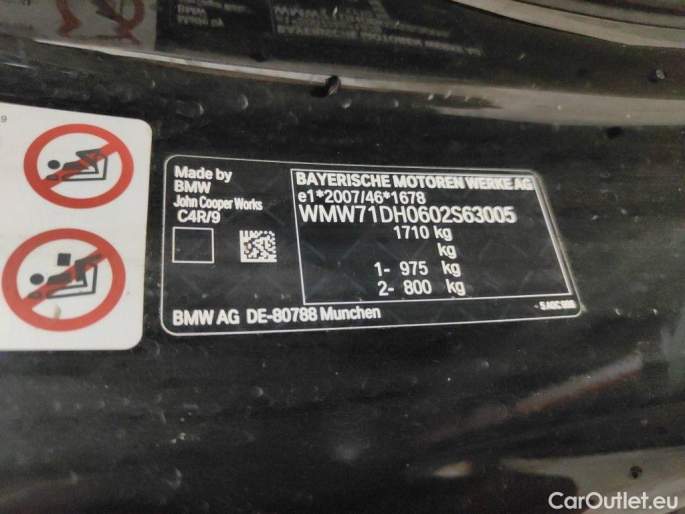 Made by
BMW
John Cooper Works
C4R/9
BAYERISCHE MOTOREN WERKE AG
e1*2007/46*1678
WMW71DH0602S63005
1710 kg
kg
1- 975 kg
2- 800 kg
BMW AG DE-80788 Munchen
CarOutlet.eu